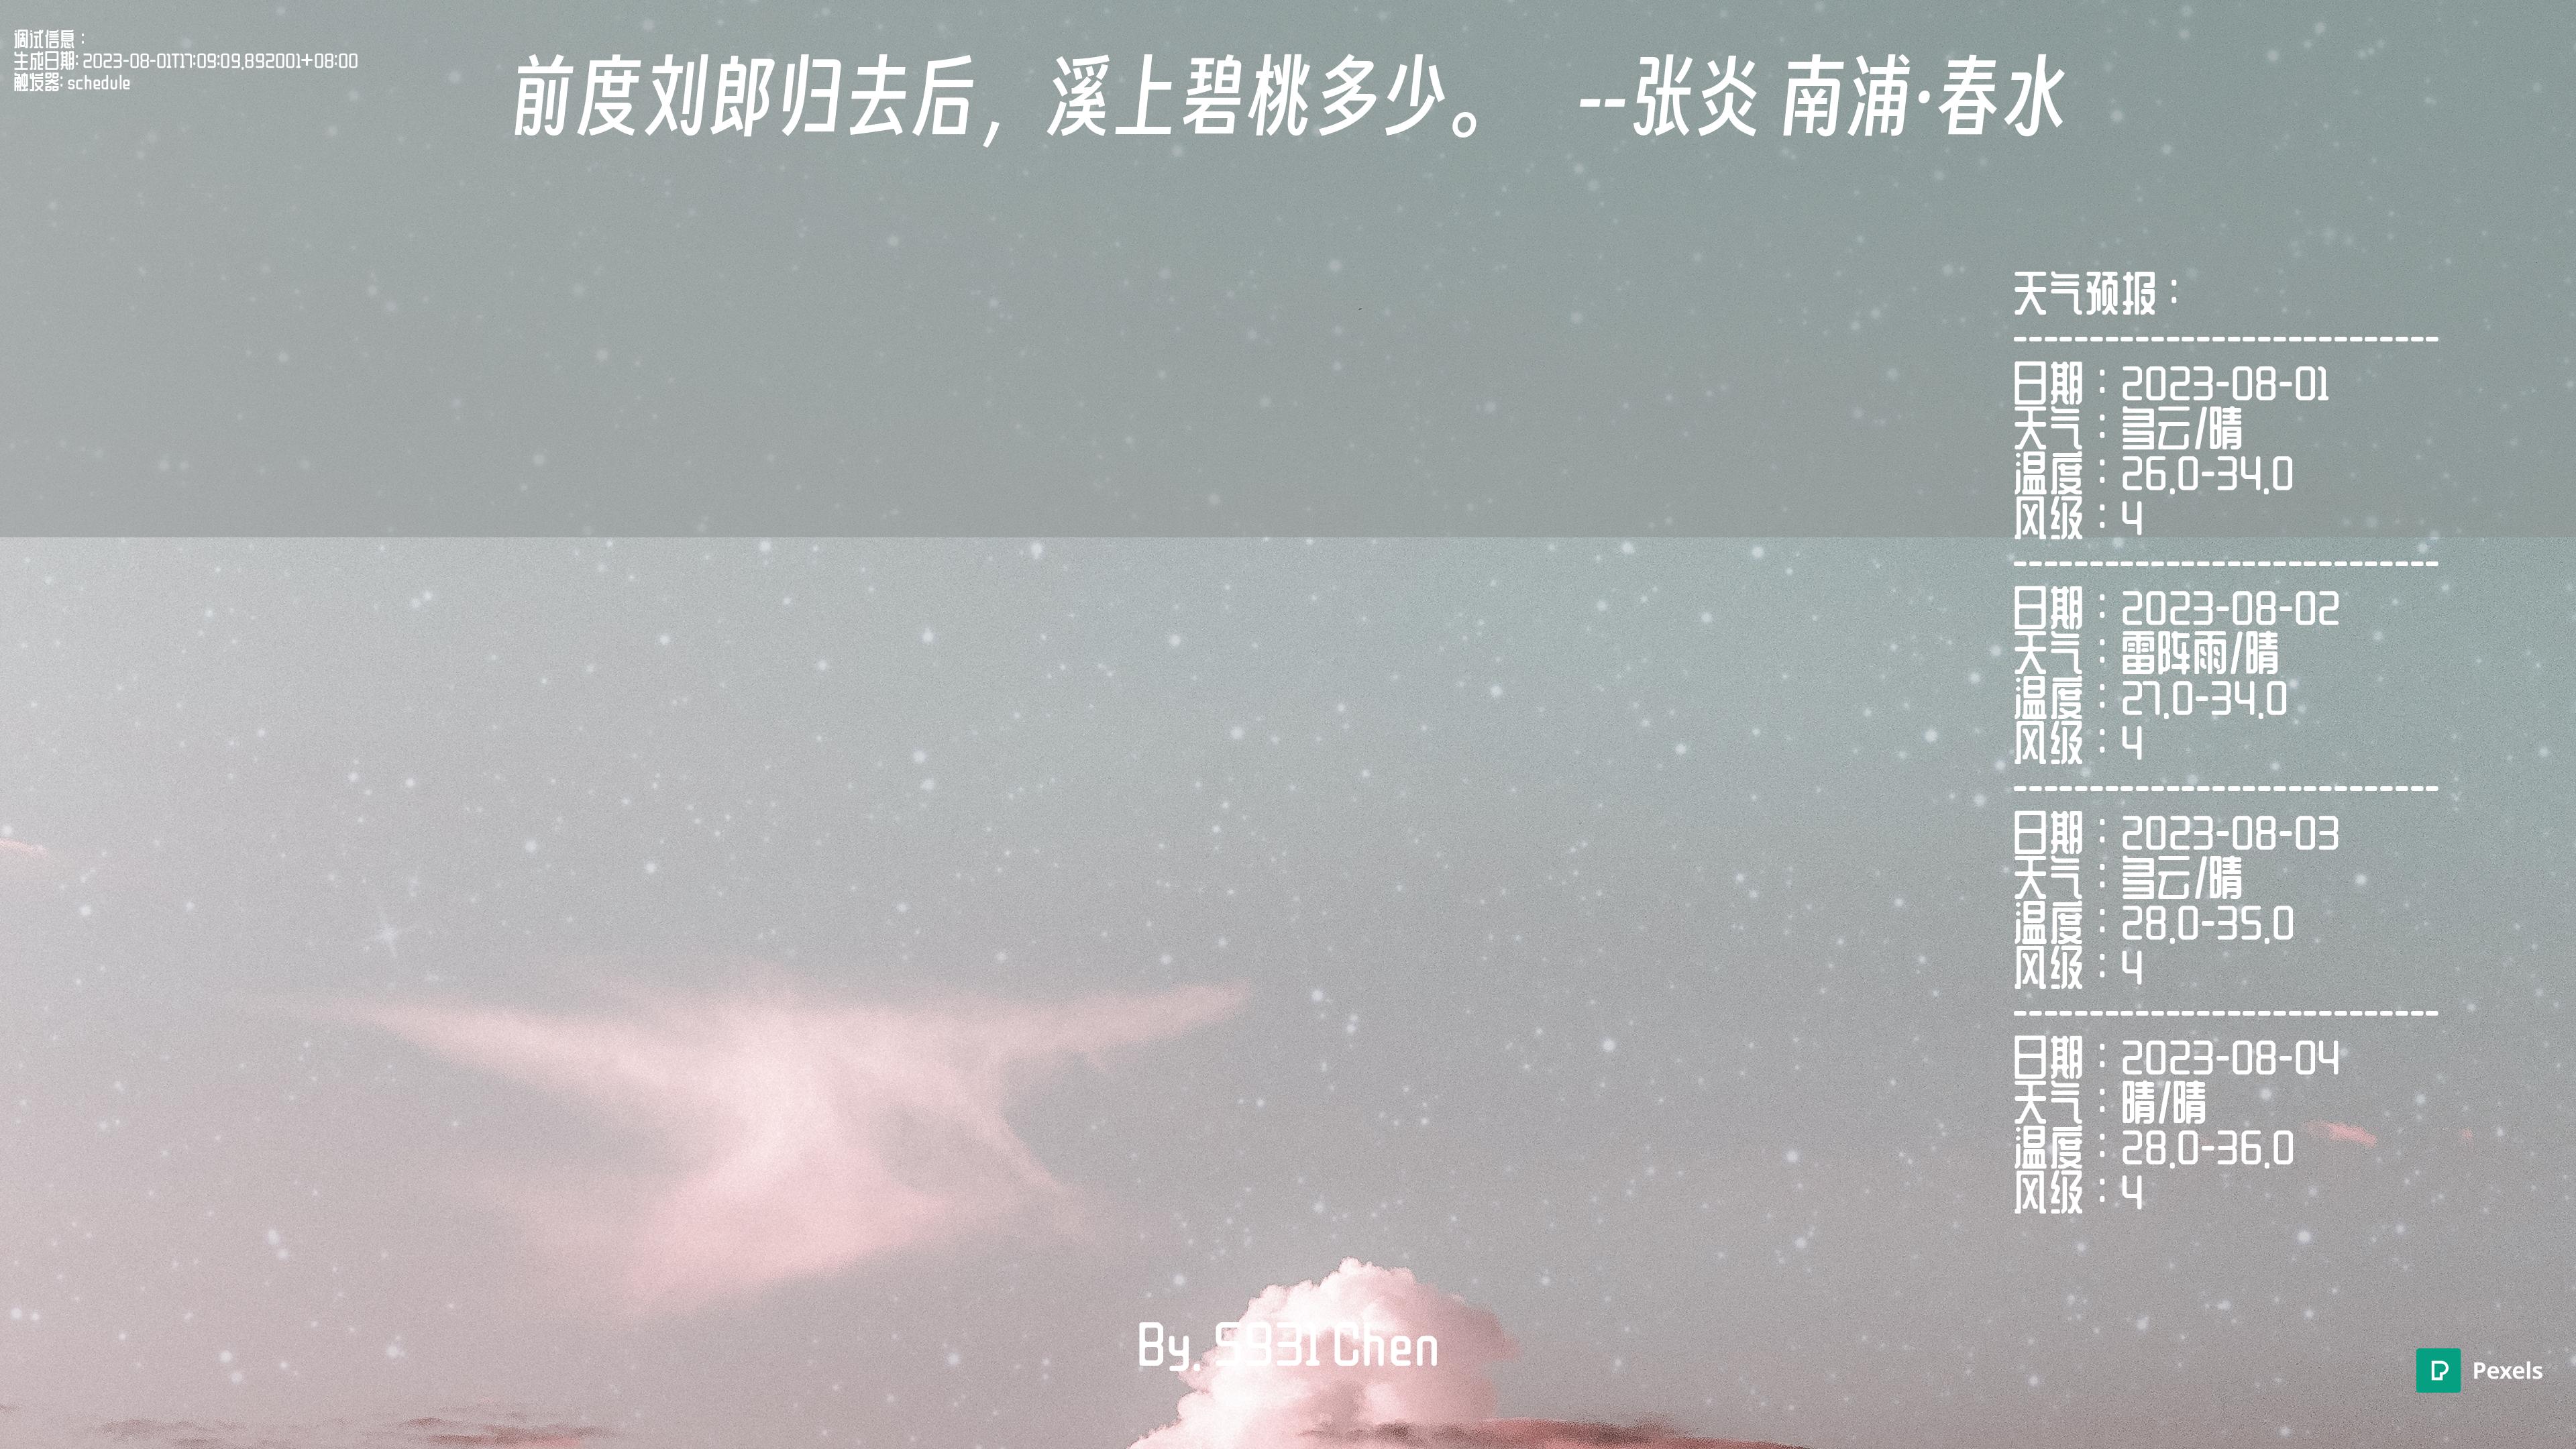 调试信息：
生成日期: 2023-08-01T17:09:09.892001+08:00
触发器: schedule
前度刘郎归去后，溪上碧桃多少。 --张炎 南浦·春水
天气预报：
----------------------------
日期：2023-08-01
天气：多云/晴
温度：26.0-34.0
风级：4
----------------------------
日期：2023-08-02
天气：雷阵雨/晴
温度：27.0-34.0
风级：4
----------------------------
日期：2023-08-03
天气：多云/晴
温度：28.0-35.0
风级：4
----------------------------
日期：2023-08-04
天气：晴/晴
温度：28.0-36.0
风级：4
By. S931 Chen
Pexels